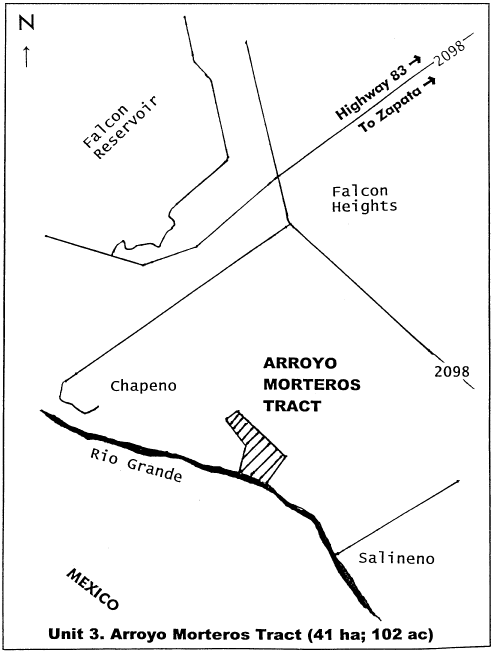 N
2098
Highway 83
To Zapata
Falcon
Reservoir
Falcon
Heights
ARROYO
MORTEROS
TRACT
2098
Chapeno
Rio Grande
Salineno
MEXICO
Unit 3. Arroyo Morteros Tract (41 ha; 102 ac)